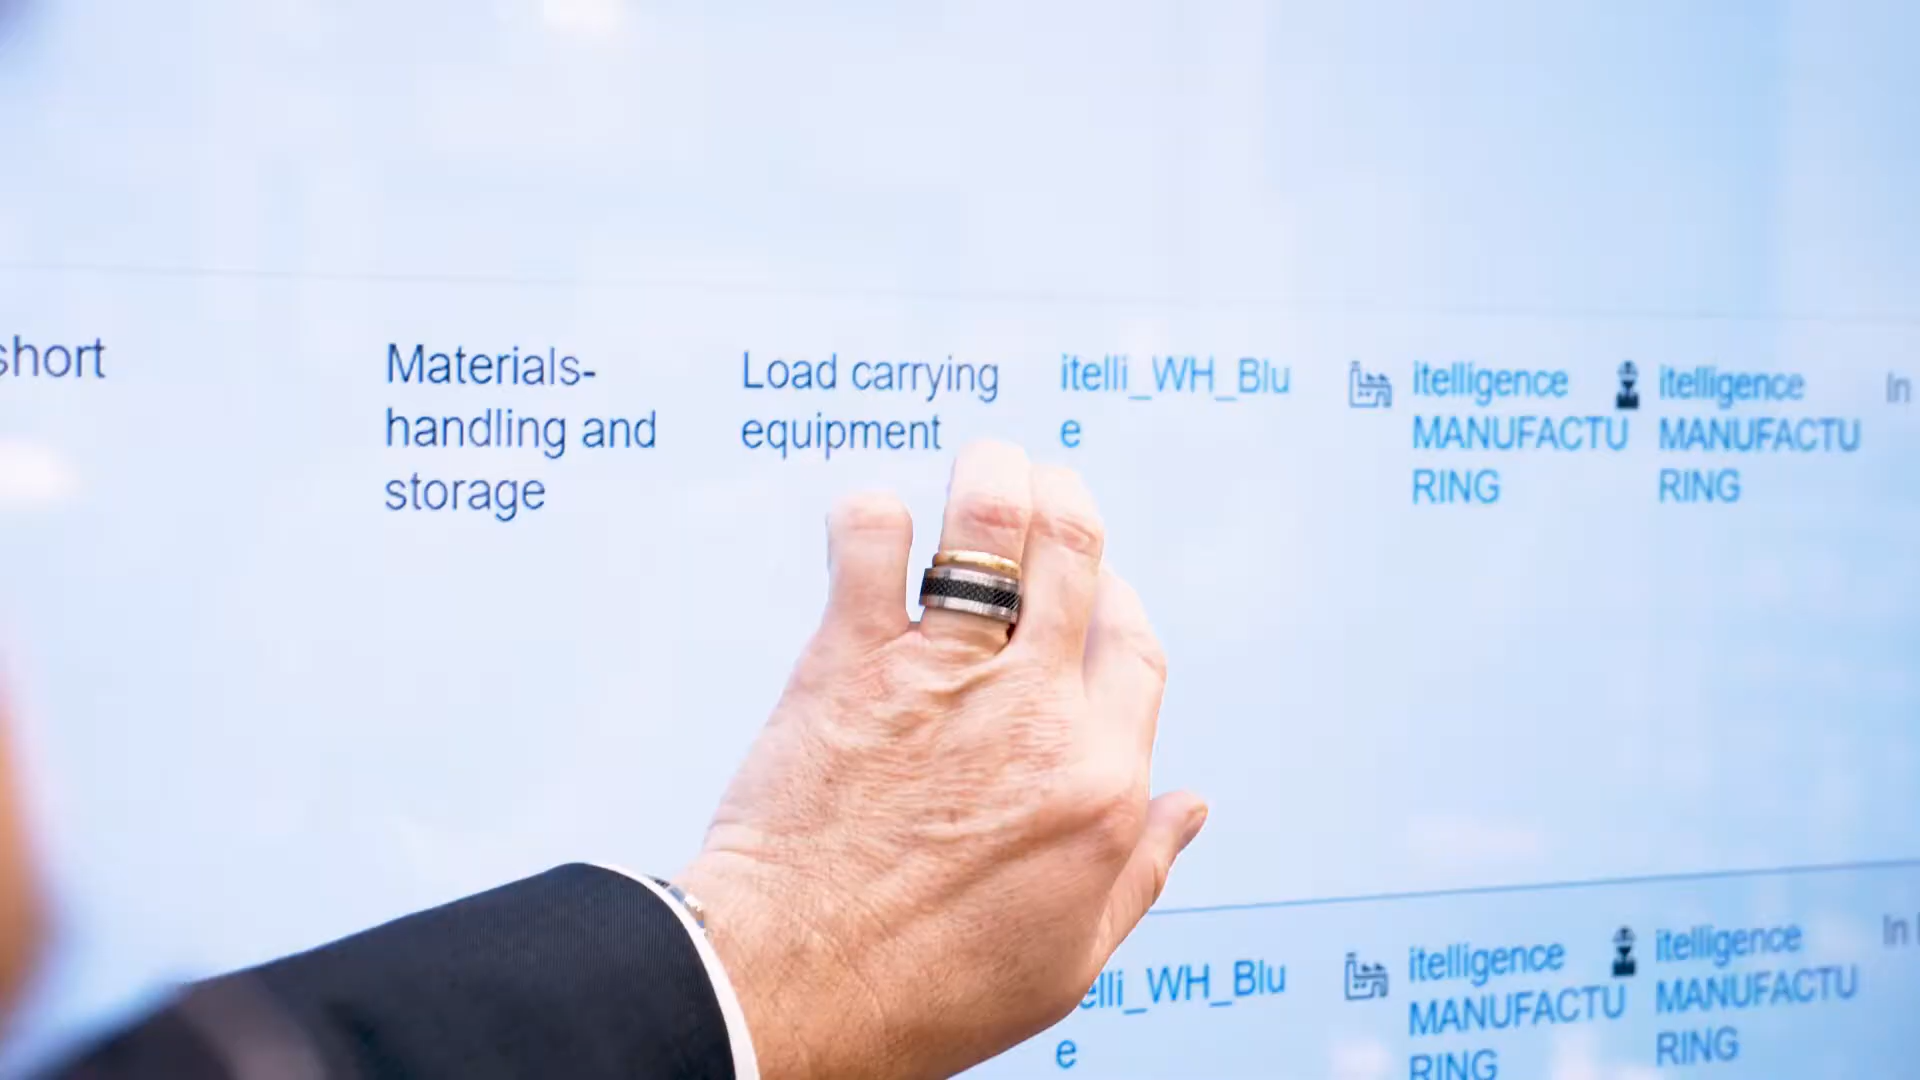 short
Materials-
handling and
storage
Load carrying
equipment
itelli_WH_Blu
e
itelligence
MANUFACTU
RING
itelligence
MANUFACTU
RING
In
elli_WH_Blu
e
itelligence
MANUFACTU
RING
itelligence
MANUFACTU
RING
In